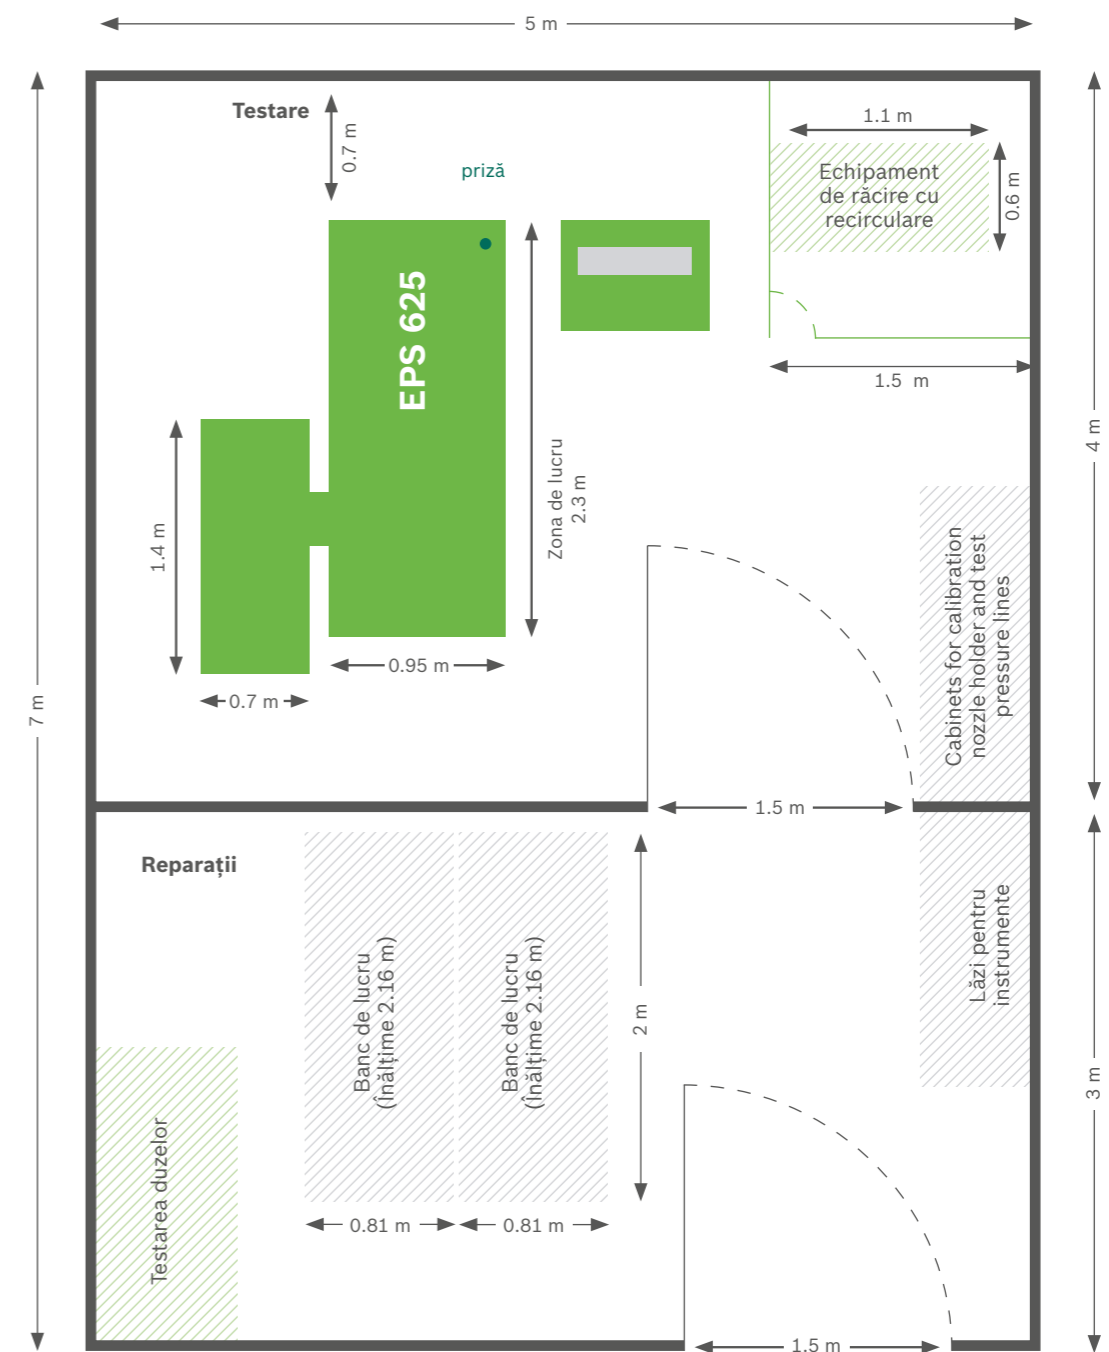 5 m
Testare
0.7 m
priză
1.1 m
Echipament
de răcire cu
recirculare
0.6 m
EPS 625
1.5 m
4 m
Zona de lucru
2.3 m
1.4 m
0.95 m
0.7 m
Cabinets for calibration
nozzle holder and test
pressure lines
7 m
1.5 m
Reparații
Banc de lucru
(Înălțime 2.16 m)
Banc de lucru
(Înălțime 2.16 m)
2 m
Lăzi pentru
instrumente
3 m
Testarea duzelor
0.81 m
0.81 m
1.5 m